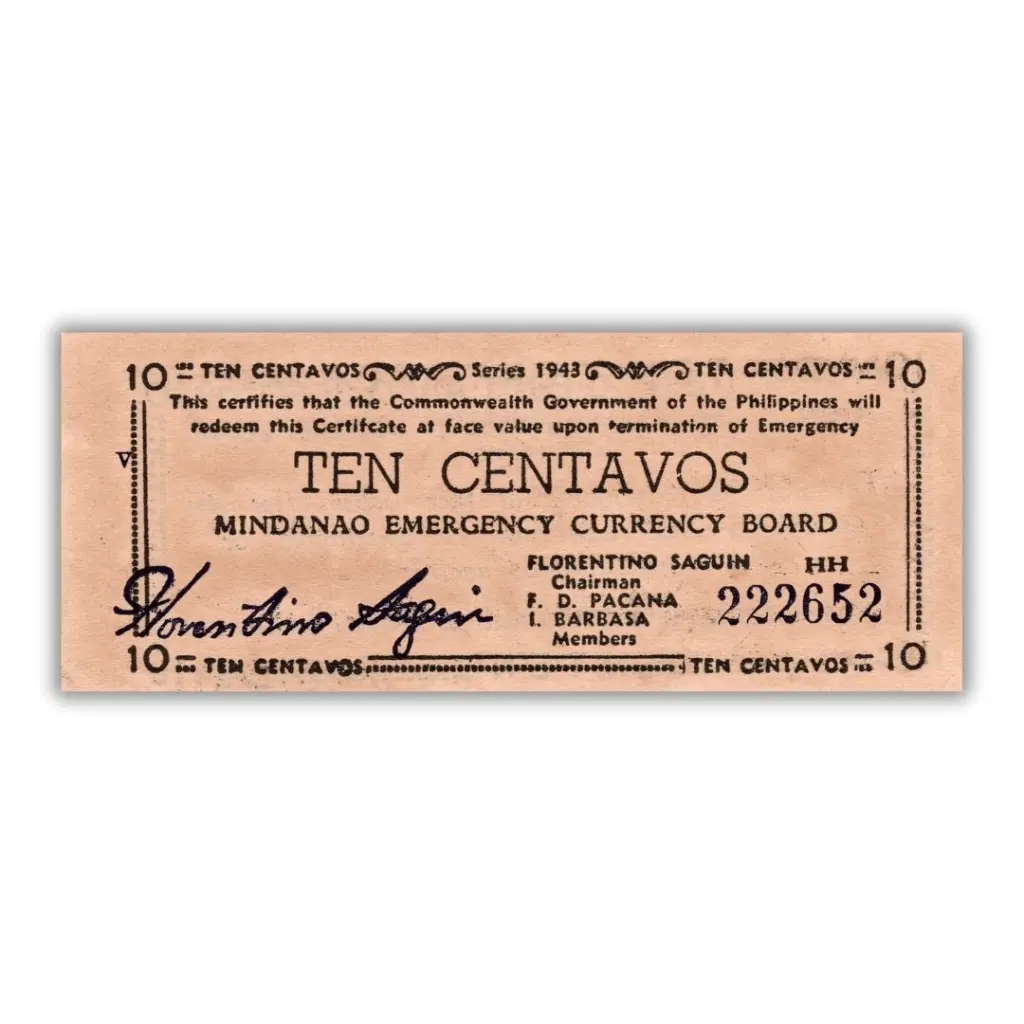 10 TEN CENTAVOS Series 1943 TEN CENTAVOS 10
This certifies that the Commonwealth Government of the Philippines will
redeem this Certifcate at face value upon termination of Emergency
TEN CENTAVOS
MINDANAO EMERGENCY CURRENCY BOARD
Florentino Saguin
FLORENTINO SAGUIN
Chairman
F. D. PACANA
I. BARBASA
Members
HH
222652
10 TEN CENTAVOS TEN CENTAVOS 10